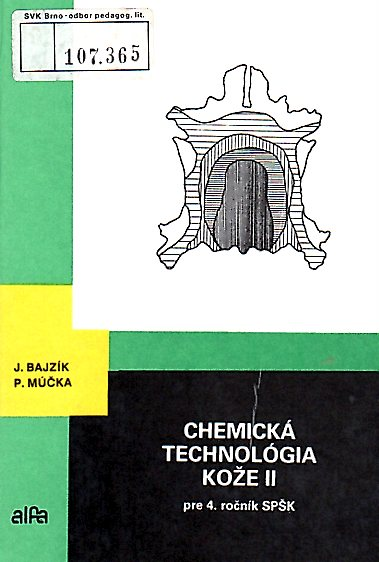 SVK Brno-odbor pedagog. lit.
107.365
J. BAJZÍK
P. MÚČKA
CHEMICKÁ
TECHNOLÓGIA
KOŽE II
pre 4. ročník SPŠK
alfa